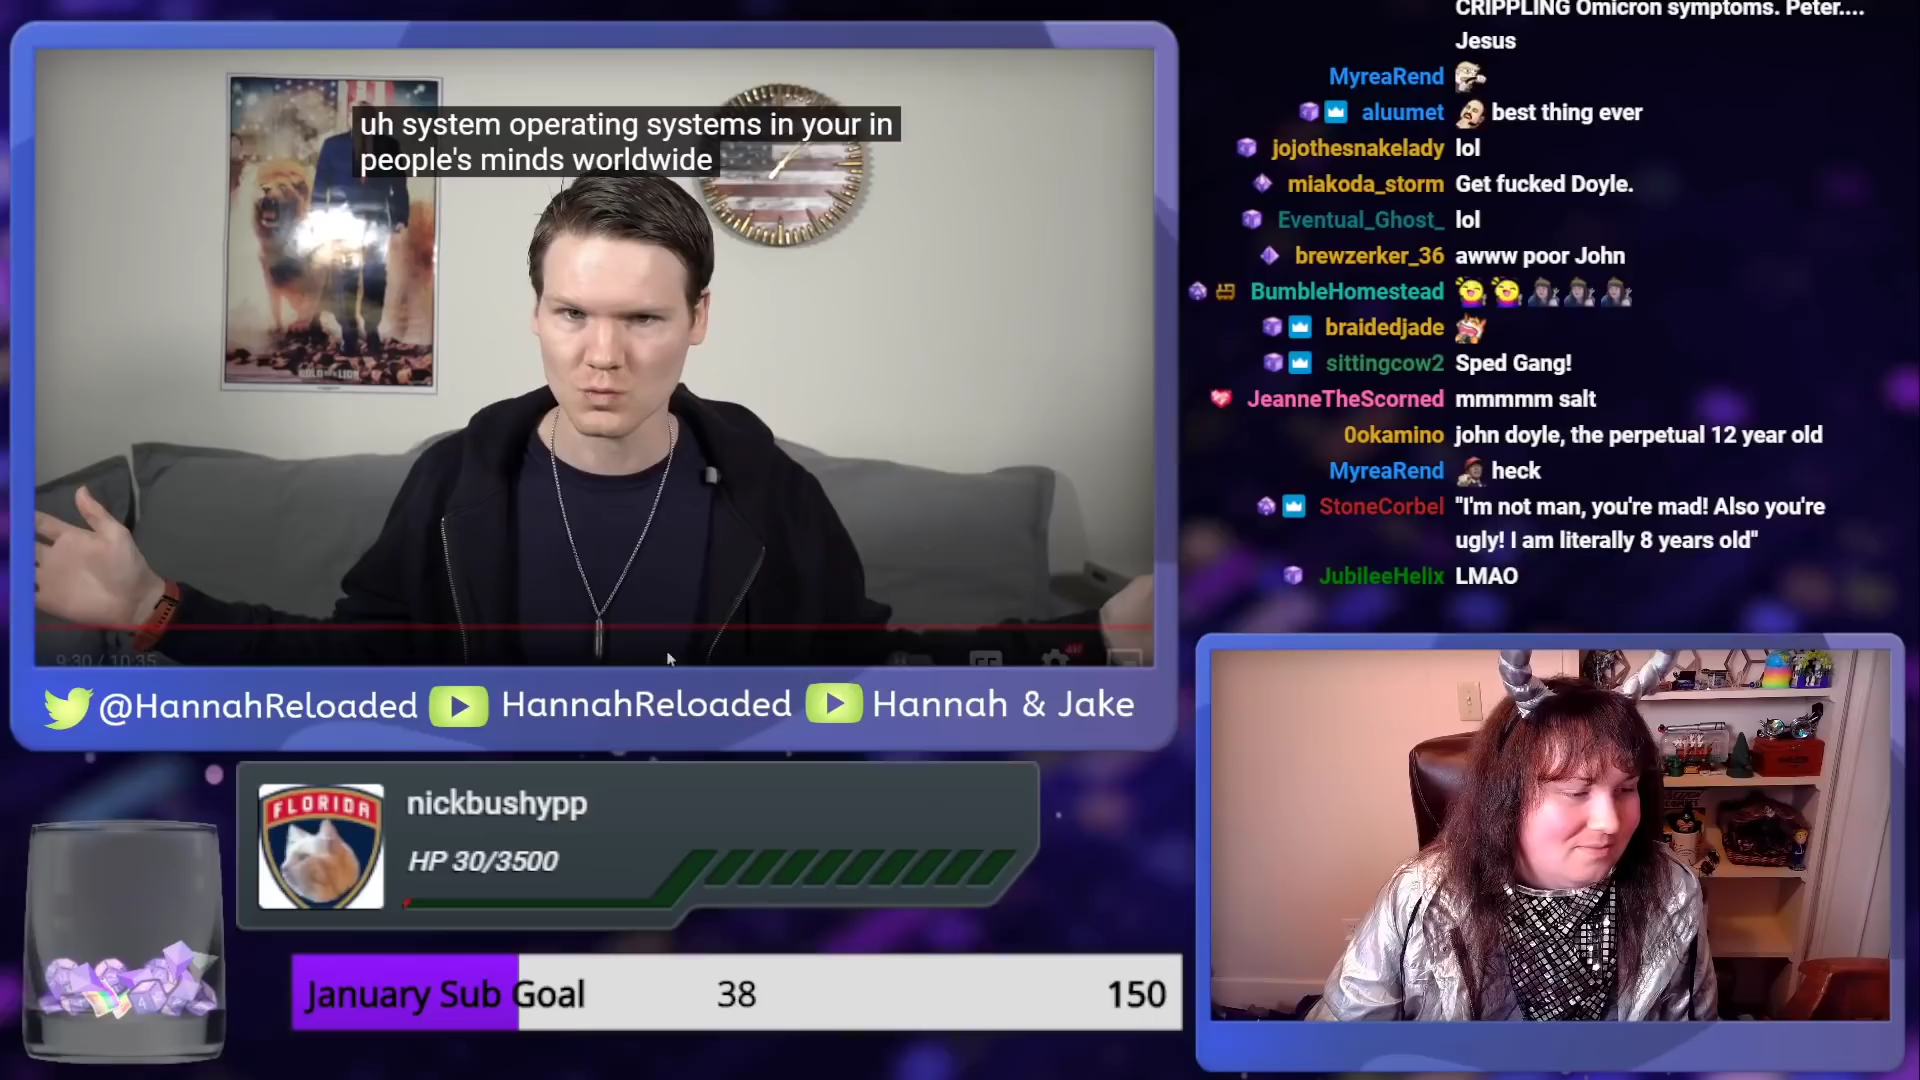 uh system operating systems in your in
people's minds worldwide
9:30 / 10:35
@HannahReloaded HannahReloaded Hannah & Jake
FLORIDA
nickbushypp
HP 30/3500
January Sub Goal 38 150
CRIPPLING Omicron symptoms. Peter....
Jesus
MyreaRend
aluumet best thing ever
jojothesnakelady lol
miakoda_storm Get fucked Doyle.
Eventual_Ghost_ lol
brewzerker_36 awww poor John
BumbleHomestead
braidedjade
sittingcow2 Sped Gang!
JeanneTheScorned mmmmm salt
0okamino john doyle, the perpetual 12 year old
MyreaRend heck
StoneCorbel "I'm not man, you're mad! Also you're
ugly! I am literally 8 years old"
JubileeHelix LMAO